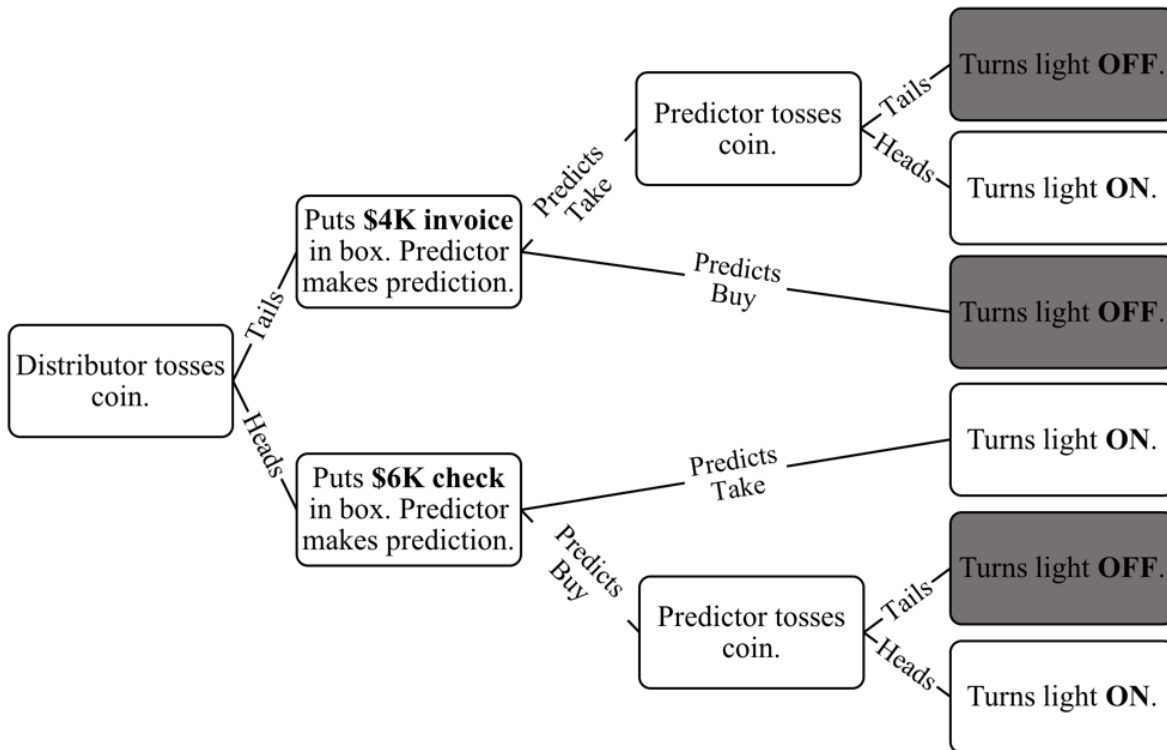 Turns light OFF.
Tails
Predictor tosses
coin.
Heads
Turns light ON.
Predicts
Take
Puts $4K invoice
in box. Predictor
makes prediction.
Predicts
Buy
Turns light OFF.
Tails
Distributor tosses
coin.
Heads
Turns light ON.
Predicts
Take
Puts $6K check
in box. Predictor
makes prediction.
Predicts
Buy
Turns light OFF.
Tails
Predictor tosses
coin.
Heads
Turns light ON.